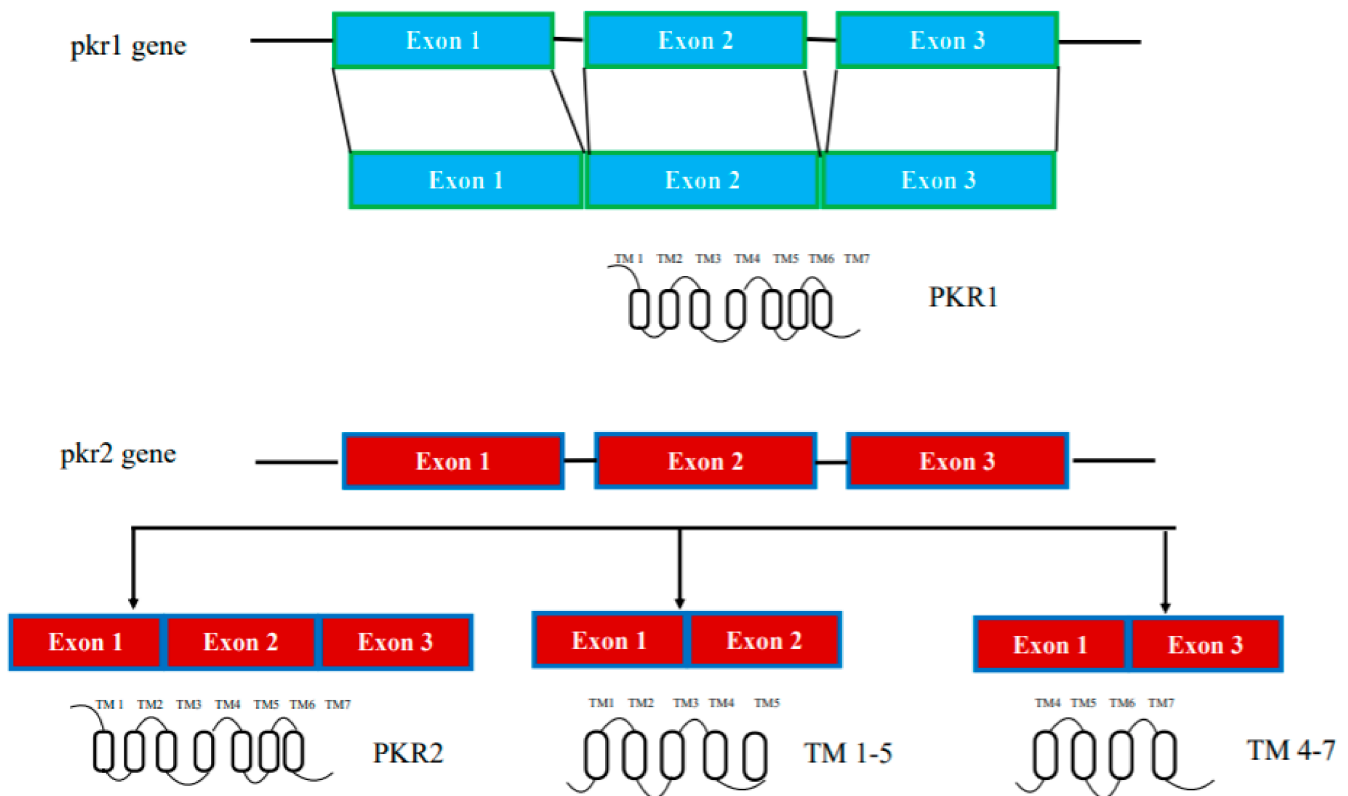 pkr1 gene
Exon 1 Exon 2 Exon 3
Exon 1 Exon 2 Exon 3
TM 1 TM2 TM3 TM4 TM5 TM6 TM7
PKR1
pkr2 gene
Exon 1 Exon 2 Exon 3
Exon 1 Exon 2 Exon 3
Exon 1 Exon 2
Exon 1 Exon 3
TM 1 TM2 TM3 TM4 TM5 TM6 TM7
PKR2
TM1 TM2 TM3 TM4 TM5
TM 1-5
TM4 TM5 TM6 TM7
TM 4-7